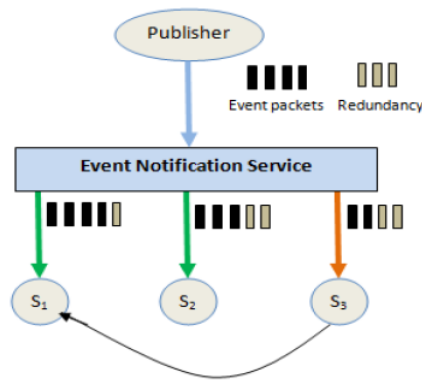 Publisher
Event packets Redundancy
Event Notification Service
S₁ S₂ S₃